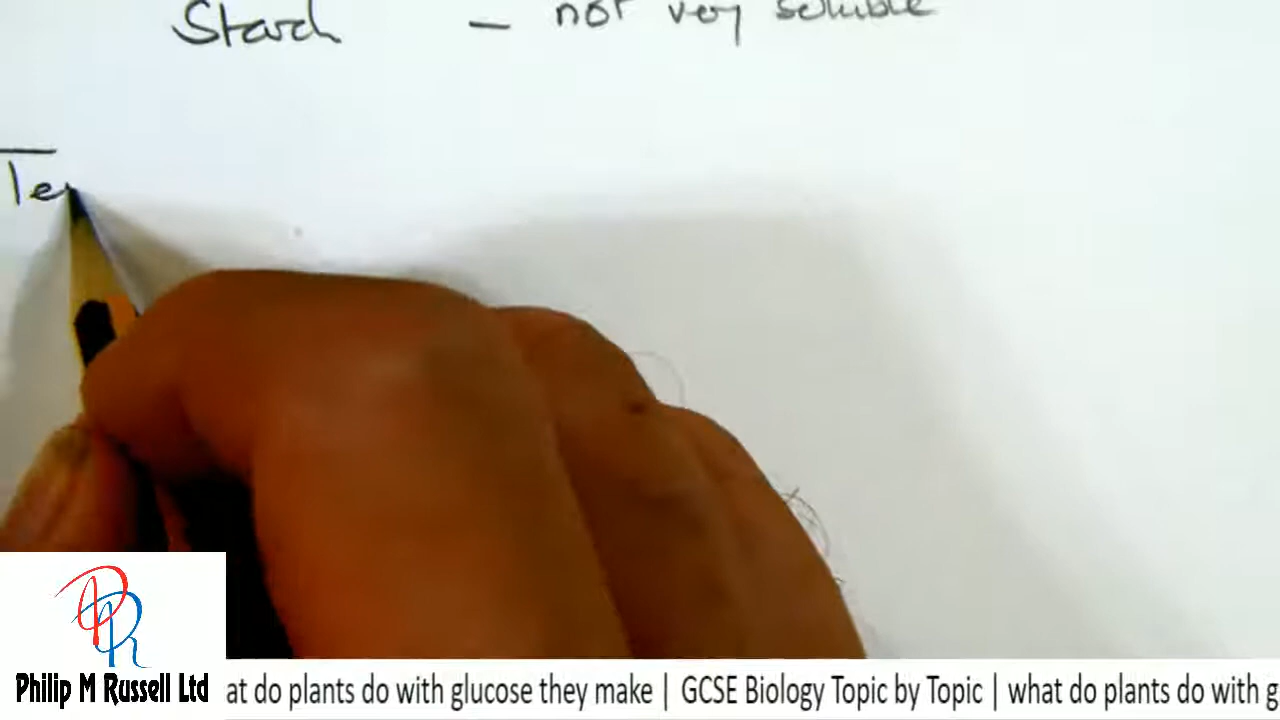 Starch - not very soluble
Te
Philip M Russell Ltd
at do plants do with glucose they make | GCSE Biology Topic by Topic | what do plants do with g